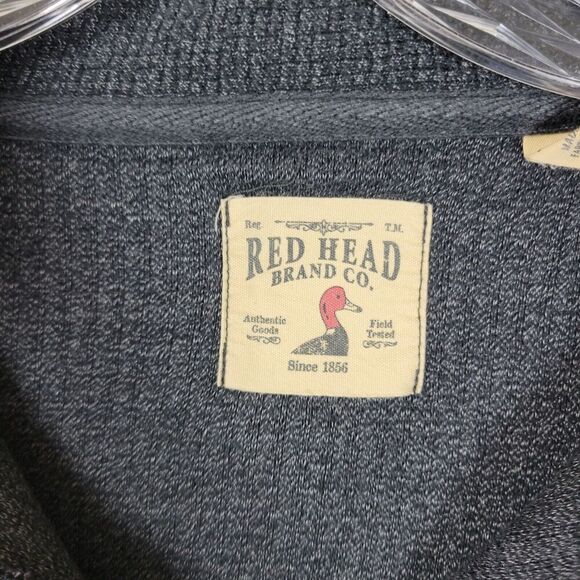 Reg. T.M.
RED HEAD
BRAND CO.
Authentic Goods
Field Tested
Since 1856